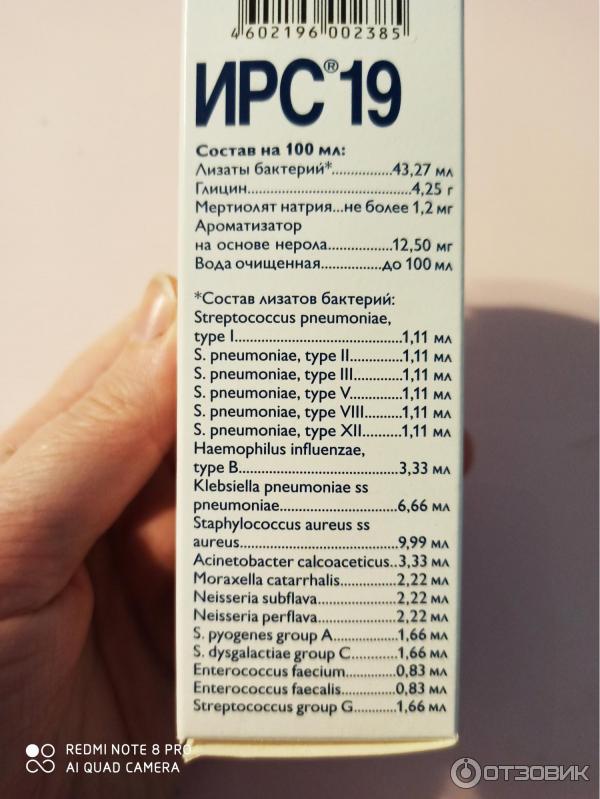 4602196002385
ИРС® 19
Состав на 100 мл:
Лизаты бактерий*...............43,27 мл
Глицин..........................................4,25 г
Мертиолят натрия...не более 1,2 мг
Ароматизатор
на основе нерола................12,50 мг
Вода очищенная...............до 100 мл
*Состав лизатов бактерий:
Streptococcus pneumoniae,
type I............................................1,11 мл
S. pneumoniae, type II.............1,11 мл
S. pneumoniae, type III............1,11 мл
S. pneumoniae, type V.............1,11 мл
S. pneumoniae, type VIII.........1,11 мл
S. pneumoniae, type XII..........1,11 мл
Haemophilus influenzae,
type B..........................................3,33 мл
Klebsiella pneumoniae ss
pneumoniae...............................6,66 мл
Staphylococcus aureus ss
aureus..........................................9,99 мл
Acinetobacter calcoaceticus..3,33 мл
Moraxella catarrhalis...............2,22 мл
Neisseria subflava.....................2,22 мл
Neisseria perflava.....................2,22 мл
S. pyogenes group A................1,66 мл
S. dysgalactiae group C...........1,66 мл
Enterococcus faecium.............0,83 мл
Enterococcus faecalis..............0,83 мл
Streptococcus group G...........1,66 мл
REDMI NOTE 8 PRO
AI QUAD CAMERA
ОТЗОВИК